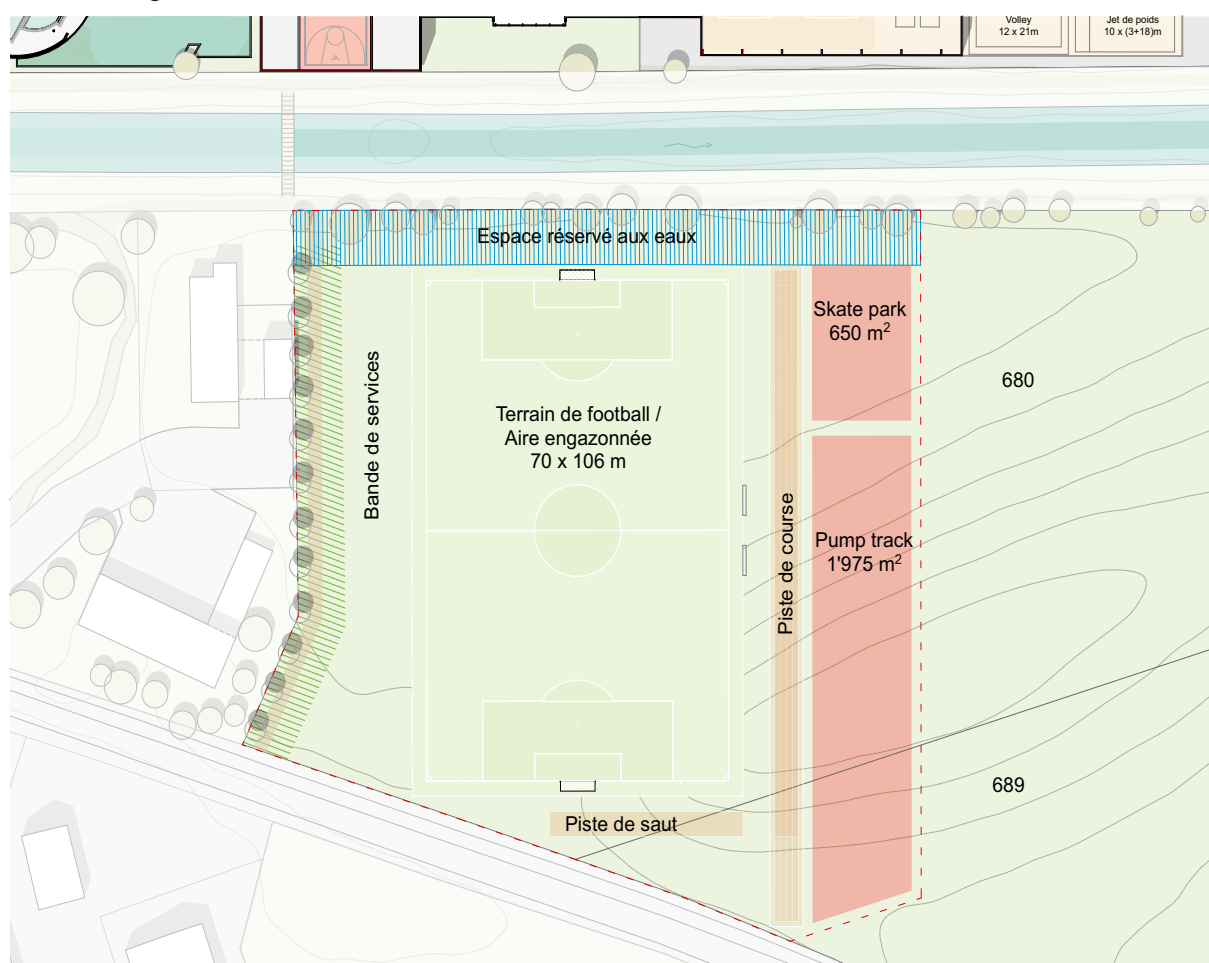 Volley
12 x 21m
Jet de poids
10 x (3+18)m
Espace réservé aux eaux
Skate park
650 m²
680
Bande de services
Terrain de football /
Aire engazonnée
70 x 106 m
Piste de course
Pump track
1'975 m²
689
Piste de saut